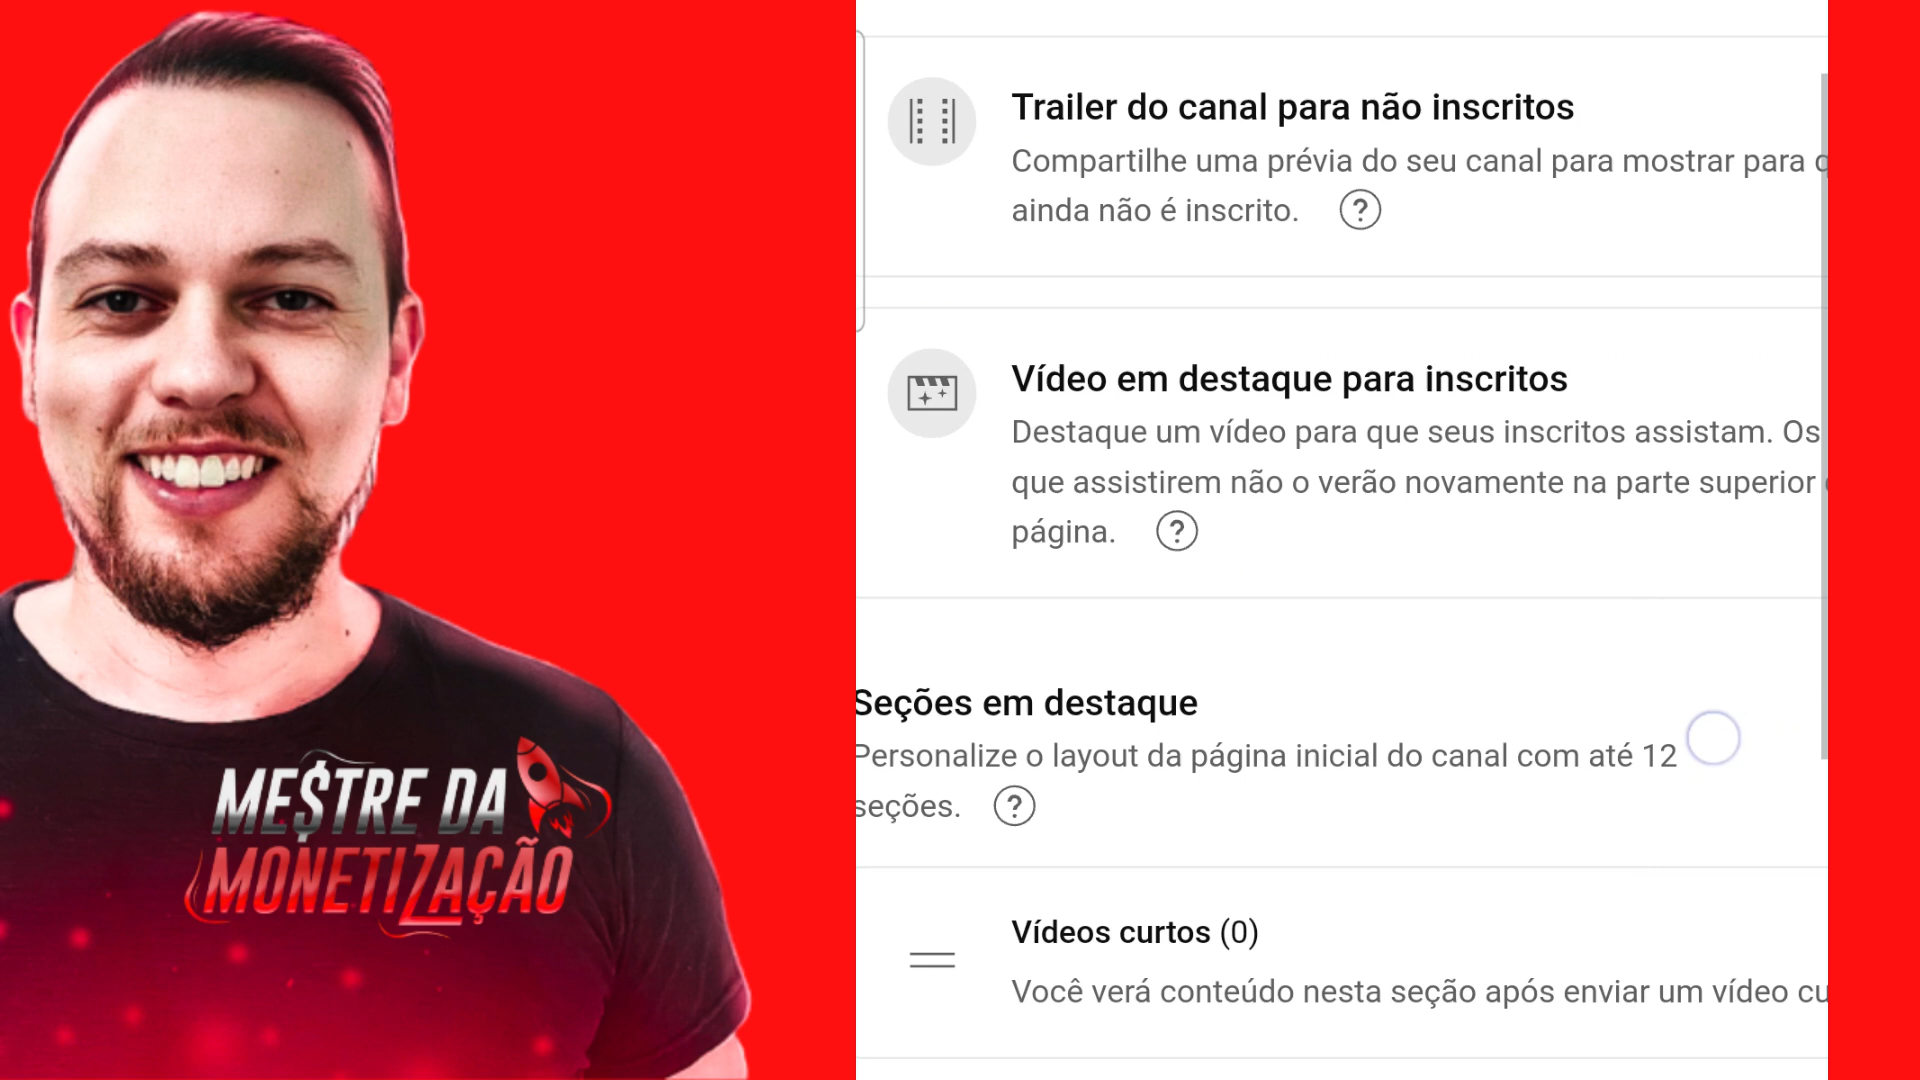 ME$TRE DA
MONETIZAÇÃO
Trailer do canal para não inscritos
Compartilhe uma prévia do seu canal para mostrar para
ainda não é inscrito. ?
Vídeo em destaque para inscritos
Destaque um vídeo para que seus inscritos assistam. Os
que assistirem não o verão novamente na parte superior
página. ?
Seções em destaque
Personalize o layout da página inicial do canal com até 12
seções. ?
Vídeos curtos (0)
Você verá conteúdo nesta seção após enviar um vídeo